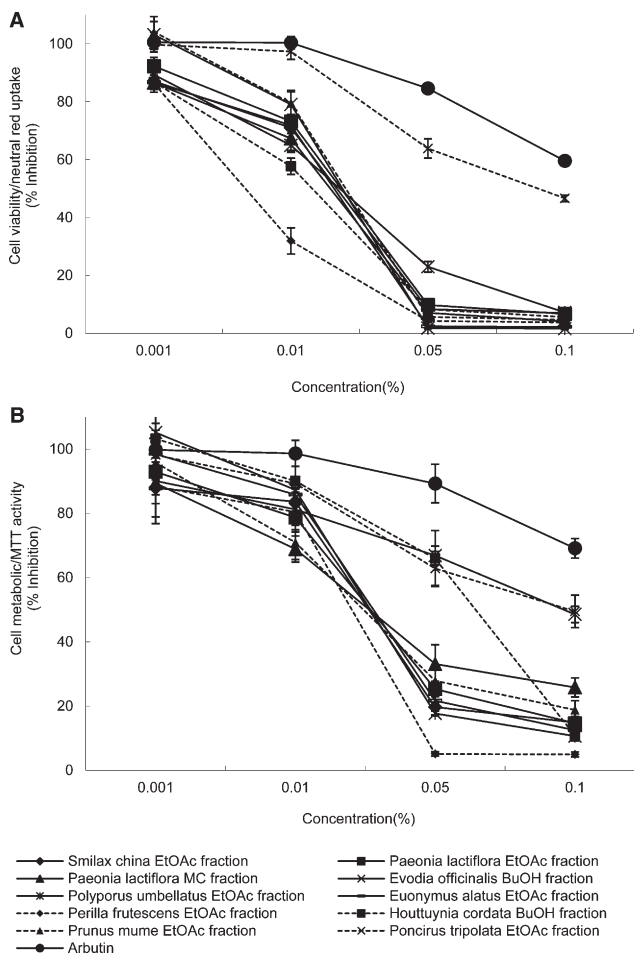 A
Cell viability/neutral red uptake
(% Inhibition)
100
80
60
40
20
0
0.001 0.01 0.05 0.1
Concentration(%)
B
Cell metabolic/MTT activity
(% Inhibition)
100
80
60
40
20
0
0.001 0.01 0.05 0.1
Concentration(%)
Smilax china EtOAc fraction
Paeonia lactiflora EtOAc fraction
Paeonia lactiflora MC fraction
Evodia officinalis BuOH fraction
Polyporus umbellatus EtOAc fraction
Euonymus alatus EtOAc fraction
Perilla frutescens EtOAc fraction
Houttuynia cordata BuOH fraction
Prunus mume EtOAc fraction
Poncirus tripolata EtOAc fraction
Arbutin